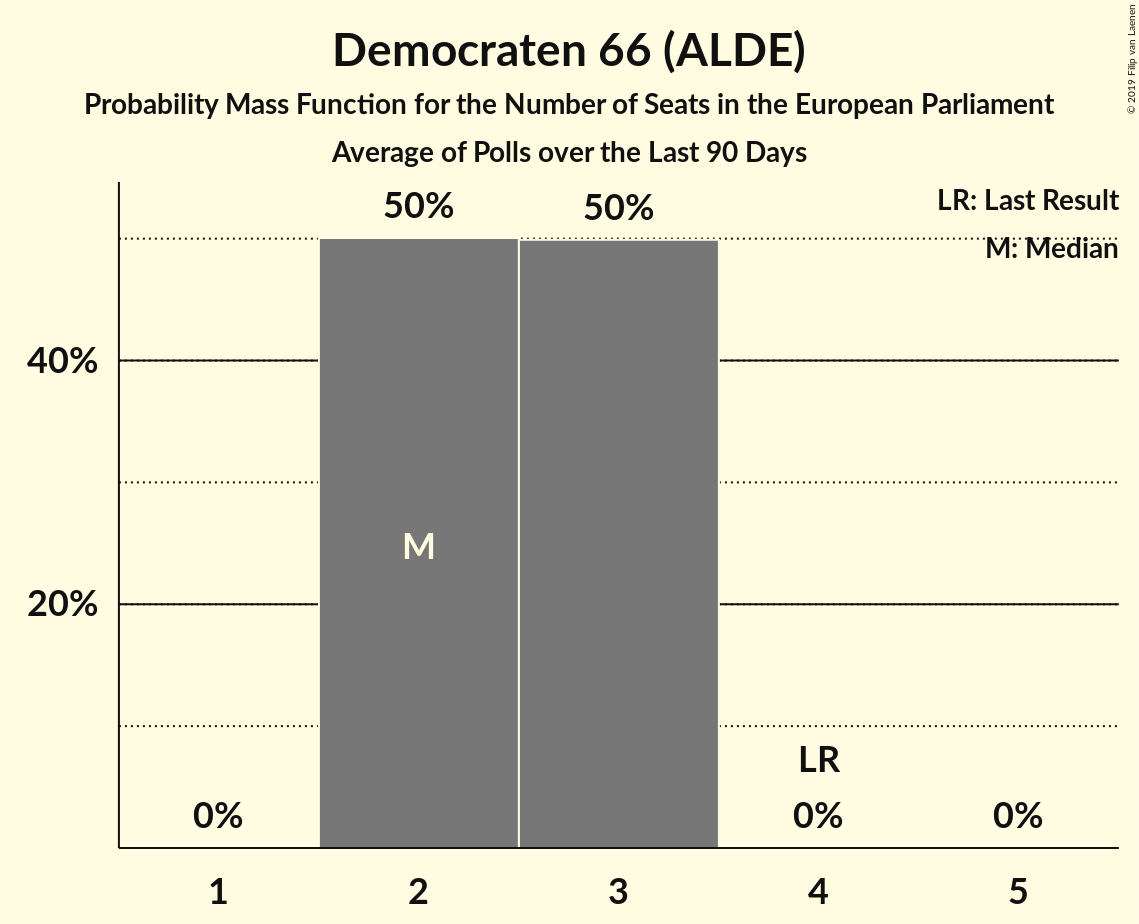 Democraten 66 (ALDE)
Probability Mass Function for the Number of Seats in the European Parliament
Average of Polls over the Last 90 Days
© 2019 Filip van Laenen
LR: Last Result
M: Median
50%
50%
40%
M
20%
LR
0%
0%
0%
1
2
3
4
5